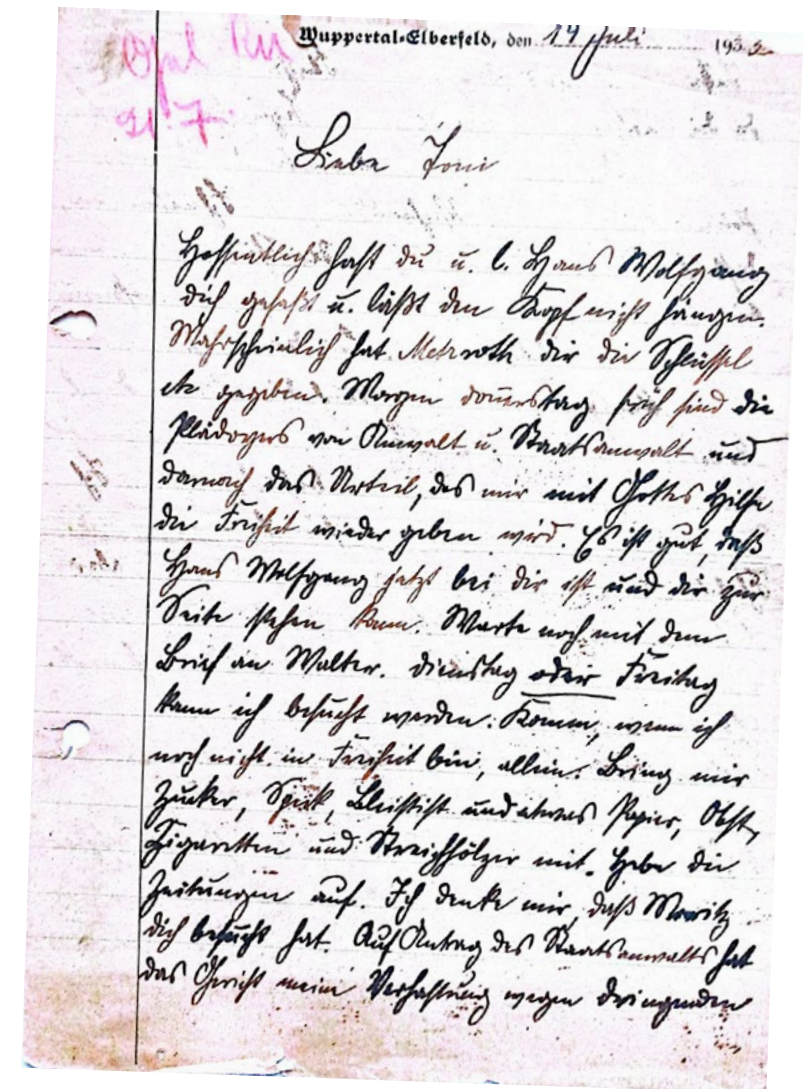 Wuppertal-Elberfeld, den 14 Juli 193
21. 7.
Liebe Toni
Hoffentlich hast du u. l. Hans Wolfgang
dich gefaßt u. läßt den Kopf nicht hängen.
Wahrscheinlich hat dir die Schlüssel
etc gegeben. Morgen donnerstag früh sind die
Plädoyers von Anwalt u. Staatsanwalt und
darnach das Urteil, das mir mit Gottes Hilfe
die Freiheit wieder geben wird. Es ist gut, daß
Hans Wolfgang jetzt bei dir ist und dir zur
Seite stehen kann. Warte noch mit dem
Brief an Walter. Dienstag oder Freitag
kann ich besucht werden. Komm, wenn ich
noch nicht in Freiheit bin, allein. Bring mir
Zucker, Speck, Bleistift und etwas Papier, Obst,
Zigaretten und Streichhölzer mit. Hebe die
Zeitungen auf. Ich denke mir, daß Moritz
dich besucht hat. Auf Antrag des Staatsanwalts hat
das Gericht meine Verhaftung wegen dringenden